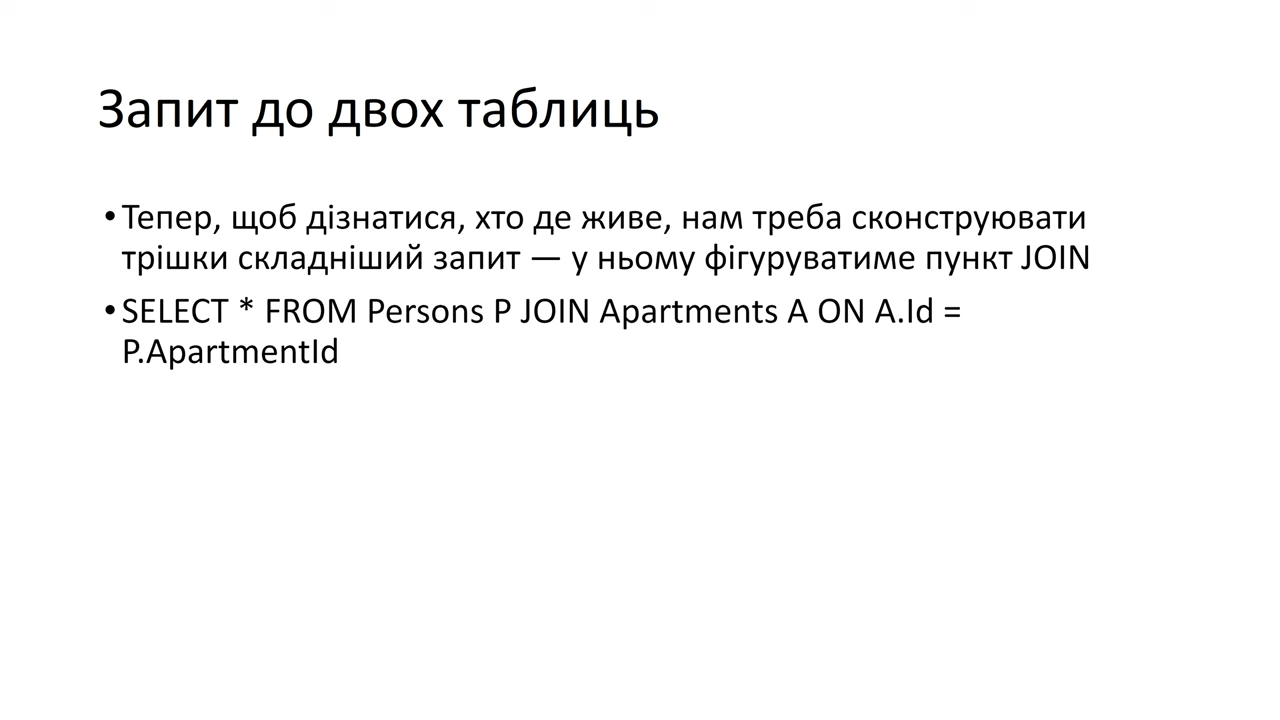 Запит до двох таблиць
•Тепер, щоб дізнатися, хто де живе, нам треба сконструювати
трішки складніший запит — у ньому фігуруватиме пункт JOIN
•SELECT * FROM Persons P JOIN Apartments A ON A.Id =
P.ApartmentId